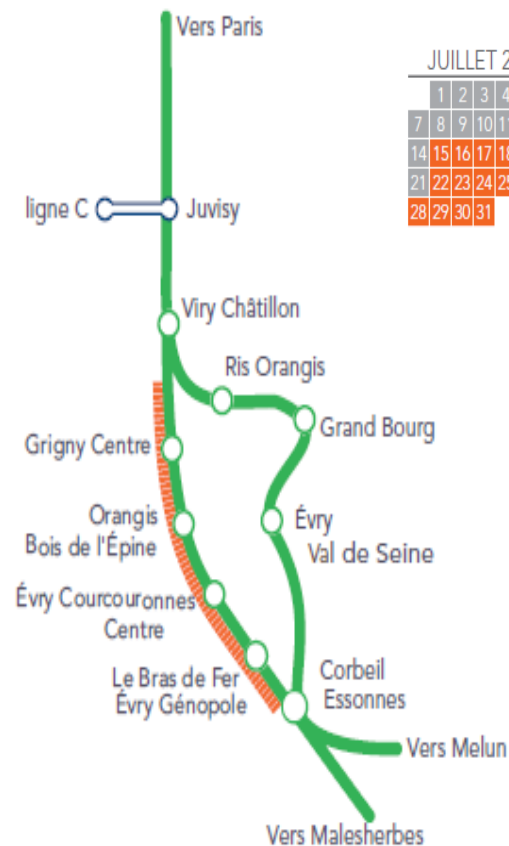 Vers Paris
JUILLET 2
1 2 3 4
7 8 9 10 11
14 15 16 17 18
21 22 23 24 25
28 29 30 31
ligne C
Juvisy
Viry Châtillon
Ris Orangis
Grand Bourg
Grigny Centre
Orangis
Bois de l'Épine
Évry
Val de Seine
Évry Courcouronnes
Centre
Le Bras de Fer
Évry Génopole
Corbeil
Essonnes
Vers Melun
Vers Malesherbes